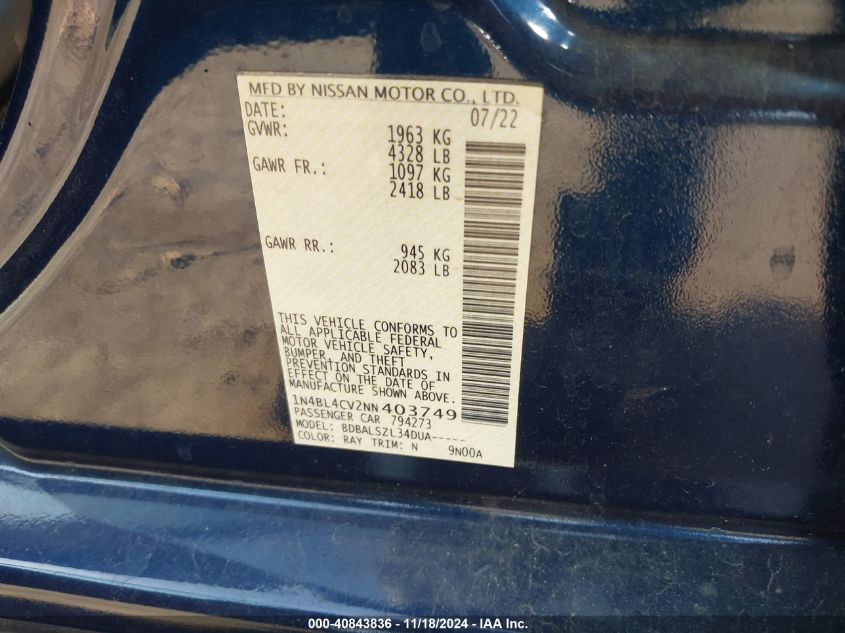 MFD BY NISSAN MOTOR CO., LTD.
DATE: 07/22
GVWR: 1963 KG
4328 LB
GAWR FR.: 1097 KG
2418 LB
GAWR RR.: 945 KG
2083 LB
THIS VEHICLE CONFORMS TO
ALL APPLICABLE FEDERAL
MOTOR VEHICLE SAFETY,
BUMPER, AND THEFT
PREVENTION STANDARDS IN
EFFECT ON THE DATE OF
MANUFACTURE SHOWN ABOVE.
1N4BL4CV2NN403749
PASSENGER CAR 794273
MODEL: BDBALSZL34DUA-----
COLOR: RAY TRIM: N 9N00A
000-40843836 - 11/18/2024 - IAA Inc.